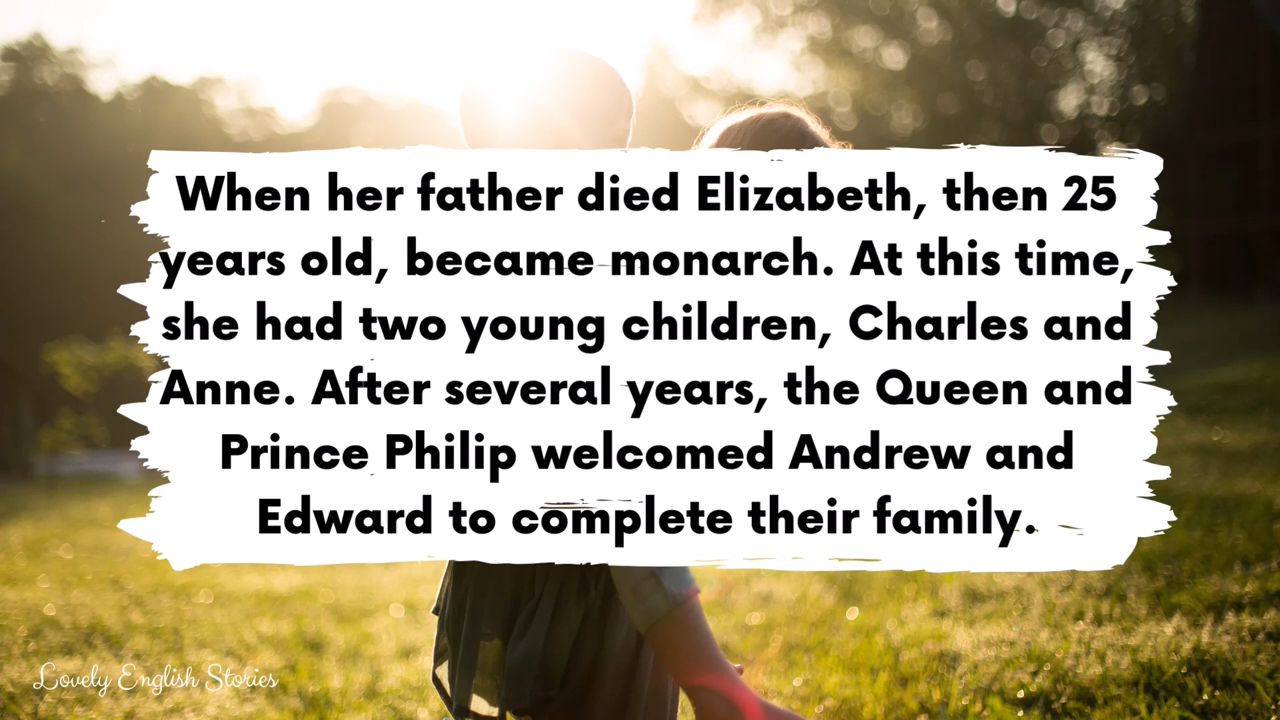 When her father died Elizabeth, then 25
years old, became monarch. At this time,
she had two young children, Charles and
Anne. After several years, the Queen and
Prince Philip welcomed Andrew and
Edward to complete their family.
Lovely English Stories